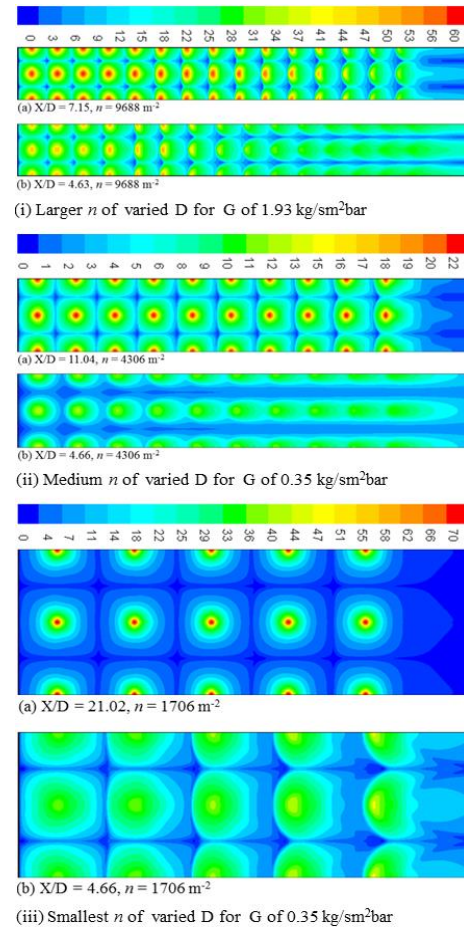 0 3 6 9 12 15 18 22 25 28 31 34 37 41 44 47 50 53 56 60
(a) X/D = 7.15, n = 9688 m⁻²
(b) X/D = 4.63, n = 9688 m⁻²
(i) Larger n of varied D for G of 1.93 kg/sm²bar
0 1 2 3 4 5 6 8 9 10 11 12 13 14 15 16 18 19 20 22
(a) X/D = 11.04, n = 4306 m⁻²
(b) X/D = 4.66, n = 4306 m⁻²
(ii) Medium n of varied D for G of 0.35 kg/sm²bar
0 4 7 11 14 18 22 29 33 36 40 44 47 51 55 58 62 66 70
(a) X/D = 21.02, n = 1706 m⁻²
(b) X/D = 4.66, n = 1706 m⁻²
(iii) Smallest n of varied D for G of 0.35 kg/sm²bar